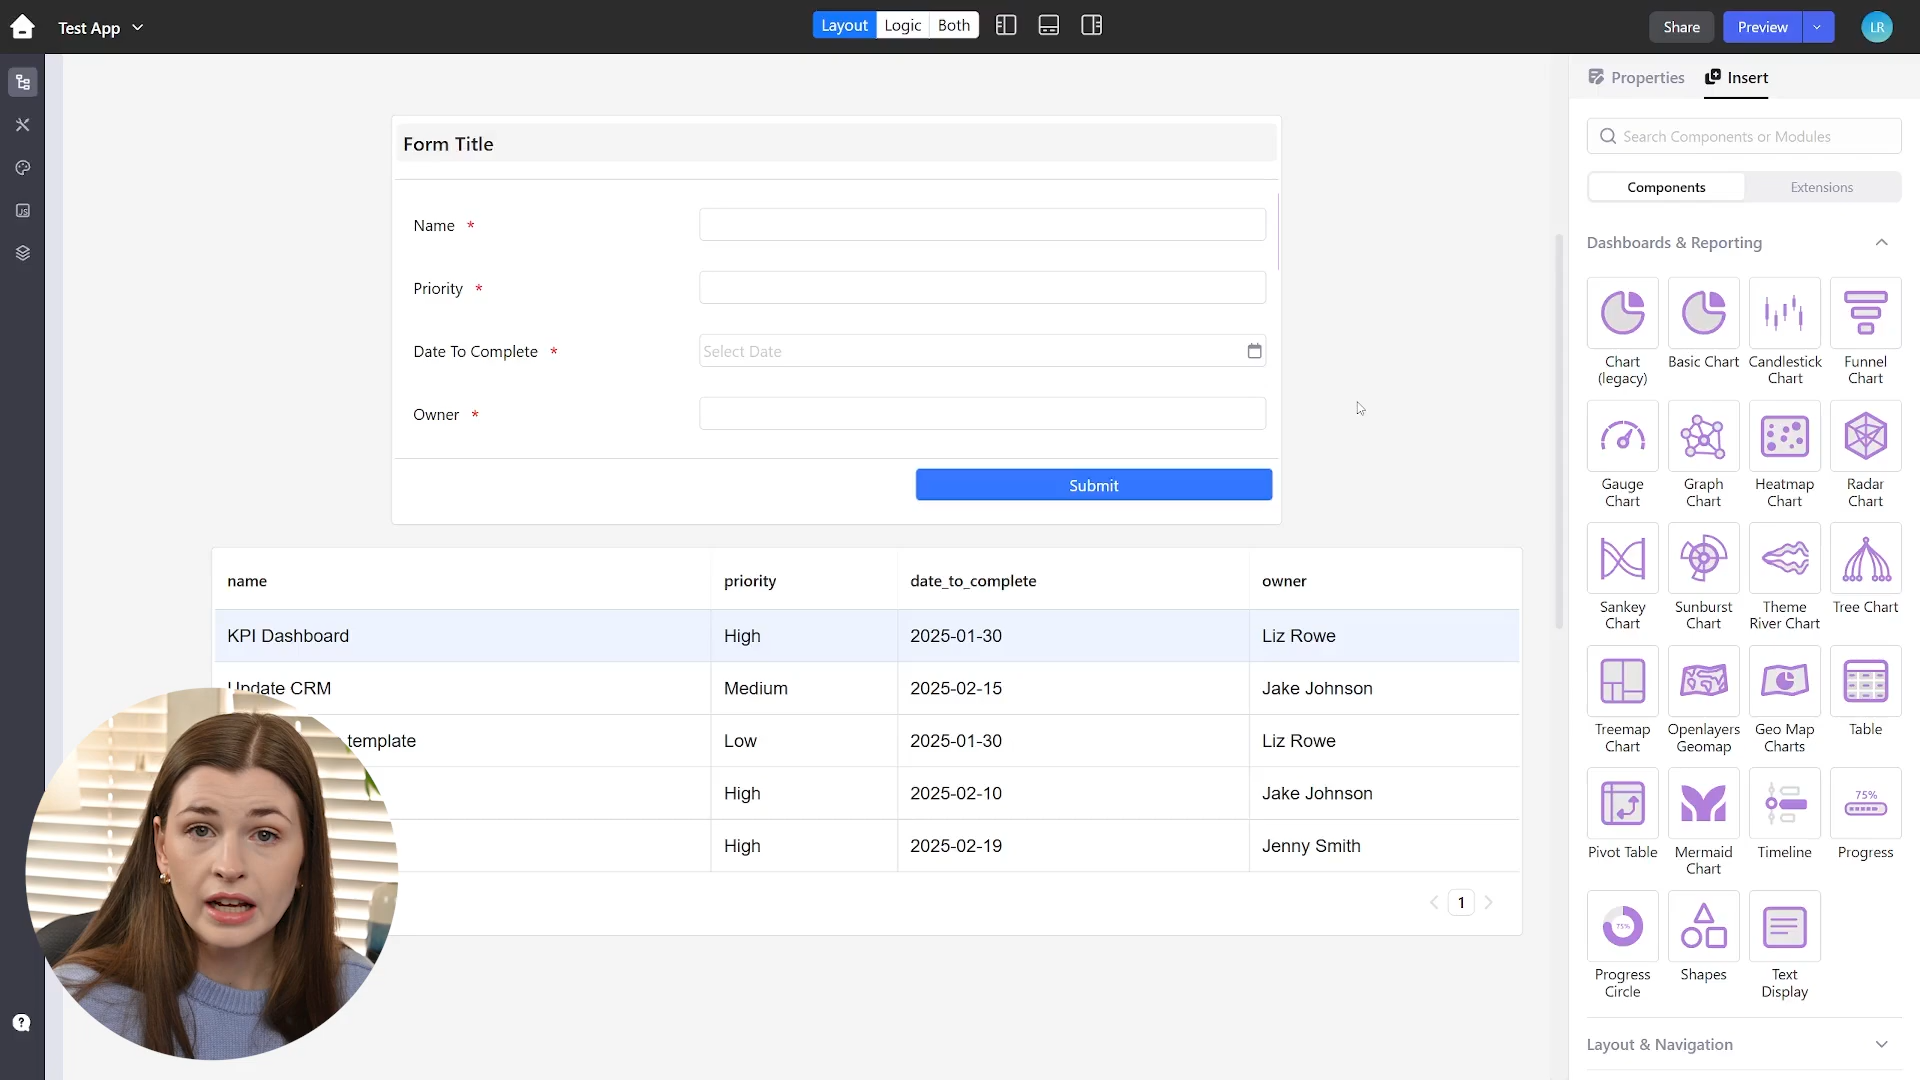 Test App
Layout Logic Both
Share Preview LR
Properties Insert
Search Components or Modules
Components Extensions
Dashboards & Reporting
Chart (legacy)
Basic Chart
Candlestick Chart
Funnel Chart
Gauge Chart
Graph Chart
Heatmap Chart
Radar Chart
Sankey Chart
Sunburst Chart
Theme River Chart
Tree Chart
Treemap Chart
Openlayers Geomap
Geo Map Charts
Table
Pivot Table
Mermaid Chart
Timeline
75%
Progress
75%
Progress Circle
Shapes
Text Display
Layout & Navigation
Form Title
Name *
Priority *
Date To Complete * Select Date
Owner *
Submit
name priority date_to_complete owner
KPI Dashboard High 2025-01-30 Liz Rowe
Update CRM Medium 2025-02-15 Jake Johnson
template Low 2025-01-30 Liz Rowe
High 2025-02-10 Jake Johnson
High 2025-02-19 Jenny Smith
1
JS
?